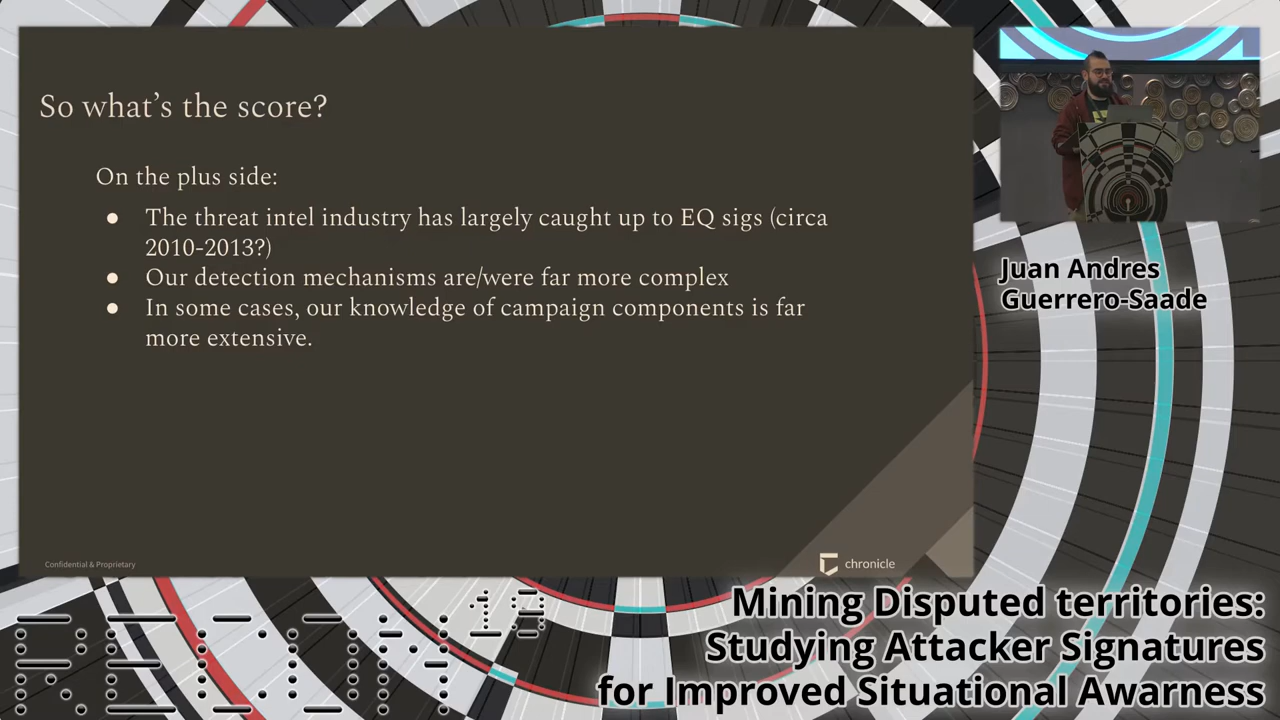 So what's the score?
On the plus side:
● The threat intel industry has largely caught up to EQ sigs (circa
2010-2013?)
● Our detection mechanisms are/were far more complex
● In some cases, our knowledge of campaign components is far
more extensive.
Confidential & Proprietary
chronicle
Juan Andres
Guerrero-Saade
RECON 18
Mining Disputed territories:
Studying Attacker Signatures
for Improved Situational Awarness